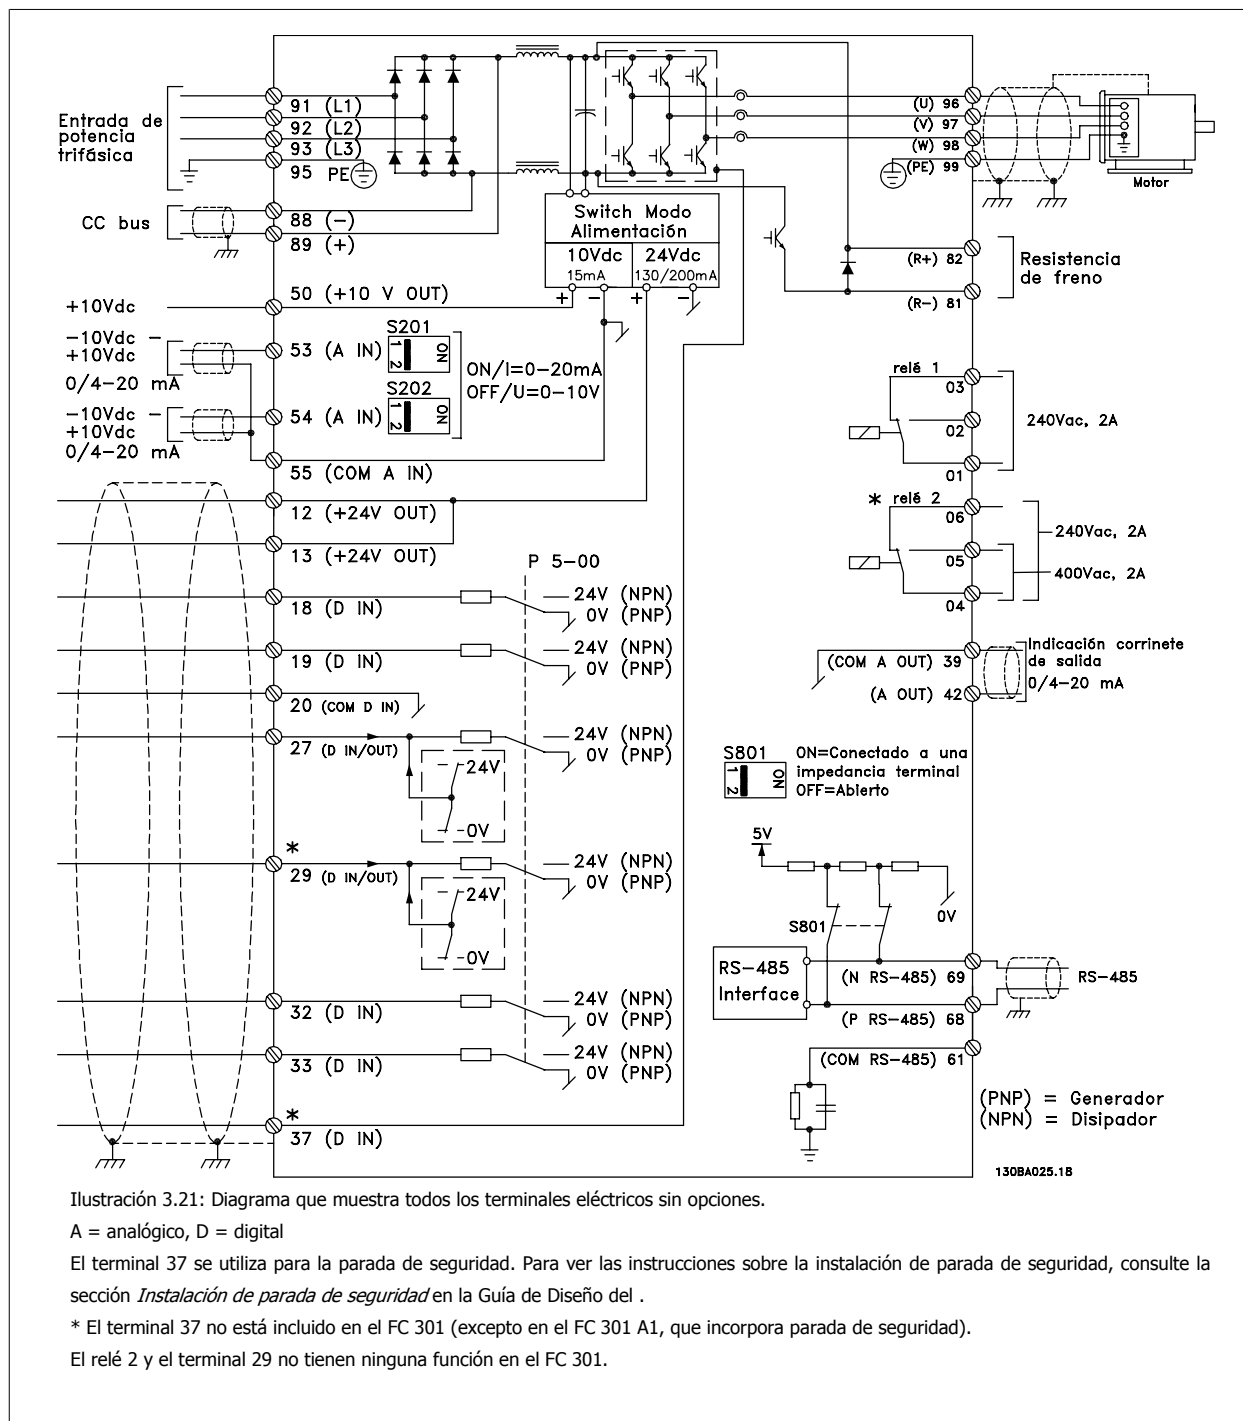 Entrada de
potencia
trifásica
91 (L1)
92 (L2)
93 (L3)
95 PE
CC bus
88 (−)
89 (+)
Switch Modo
Alimentación
10Vdc
15mA
24Vdc
130/200mA
+ − + −
(U) 96
(V) 97
(W) 98
(PE) 99
Motor
(R+) 82
(R−) 81
Resistencia
de freno
+10Vdc
50 (+10 V OUT)
−10Vdc −
+10Vdc
0/4−20 mA
53 (A IN)
S201
ON
1 2
−10Vdc −
+10Vdc
0/4−20 mA
54 (A IN)
S202
ON
1 2
ON/I=0−20mA
OFF/U=0−10V
55 (COM A IN)
12 (+24V OUT)
13 (+24V OUT)
P 5−00
18 (D IN)
24V (NPN)
0V (PNP)
19 (D IN)
24V (NPN)
0V (PNP)
20 (COM D IN)
27 (D IN/OUT)
24V (NPN)
0V (PNP)
24V
0V
*
29 (D IN/OUT)
24V (NPN)
0V (PNP)
24V
0V
32 (D IN)
24V (NPN)
0V (PNP)
33 (D IN)
24V (NPN)
0V (PNP)
*
37 (D IN)
relé 1
03
02
01
240Vac, 2A
* relé 2
06
05
04
240Vac, 2A
400Vac, 2A
(COM A OUT) 39
(A OUT) 42
Indicación corrinete
de salida
0/4−20 mA
S801
ON
1 2
ON=Conectado a una
impedancia terminal
OFF=Abierto
5V
S801
0V
RS−485
Interface
(N RS−485) 69
(P RS−485) 68
RS−485
(COM RS−485) 61
(PNP) = Generador
(NPN) = Disipador
130BA025.18
Ilustración 3.21: Diagrama que muestra todos los terminales eléctricos sin opciones.
A = analógico, D = digital
El terminal 37 se utiliza para la parada de seguridad. Para ver las instrucciones sobre la instalación de parada de seguridad, consulte la
sección Instalación de parada de seguridad en la Guía de Diseño del .
* El terminal 37 no está incluido en el FC 301 (excepto en el FC 301 A1, que incorpora parada de seguridad).
El relé 2 y el terminal 29 no tienen ninguna función en el FC 301.